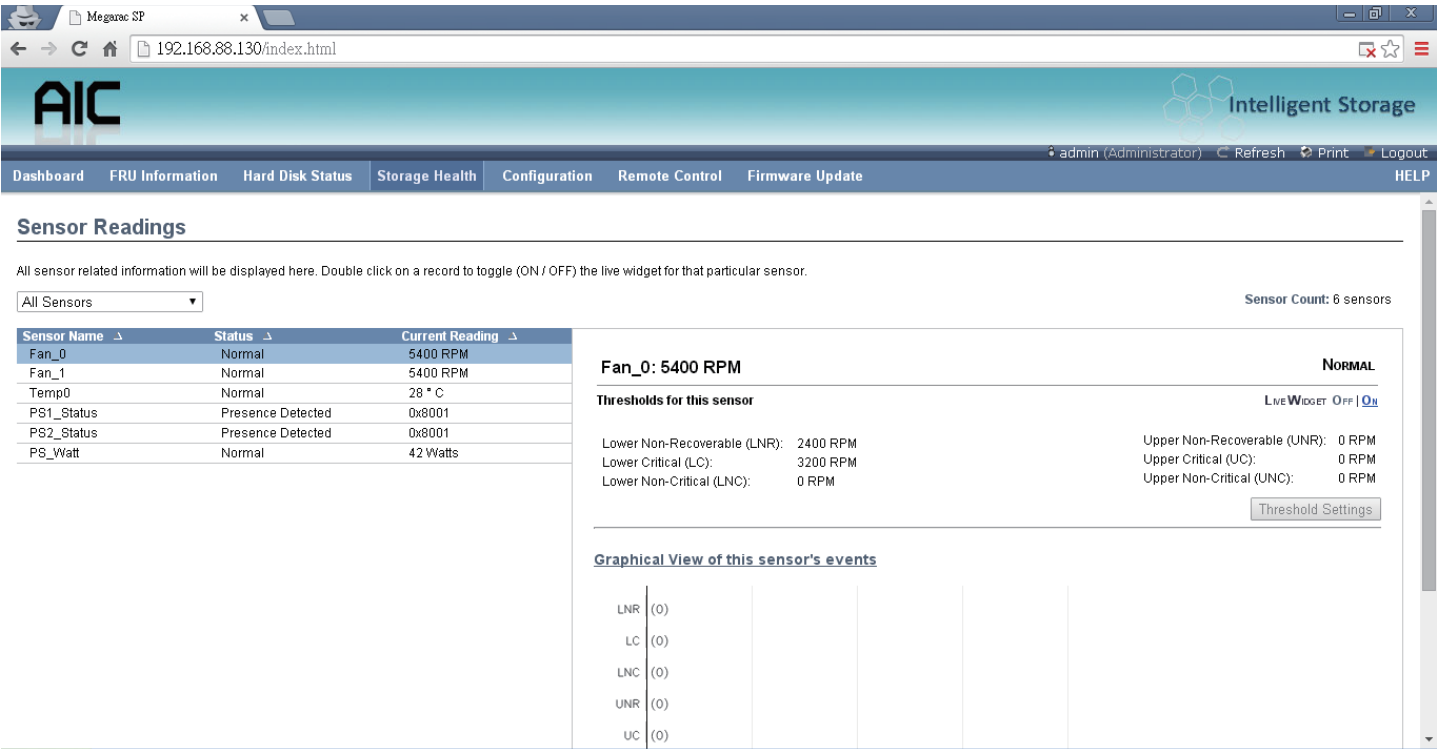 Megarac SP
192.168.88.130/index.html
AIC
Intelligent Storage
admin (Administrator) Refresh Print Logout
Dashboard FRU Information Hard Disk Status Storage Health Configuration Remote Control Firmware Update HELP
Sensor Readings
All sensor related information will be displayed here. Double click on a record to toggle (ON / OFF) the live widget for that particular sensor.
All Sensors
Sensor Count: 6 sensors
Sensor Name Status Current Reading
Fan_0 Normal 5400 RPM
Fan_1 Normal 5400 RPM
Temp0 Normal 28 ° C
PS1_Status Presence Detected 0x8001
PS2_Status Presence Detected 0x8001
PS_Watt Normal 42 Watts
Fan_0: 5400 RPM NORMAL
Thresholds for this sensor LIVE WIDGET OFF | ON
Lower Non-Recoverable (LNR): 2400 RPM Upper Non-Recoverable (UNR): 0 RPM
Lower Critical (LC): 3200 RPM Upper Critical (UC): 0 RPM
Lower Non-Critical (LNC): 0 RPM Upper Non-Critical (UNC): 0 RPM
Threshold Settings
Graphical View of this sensor's events
LNR (0)
LC (0)
LNC (0)
UNR (0)
UC (0)